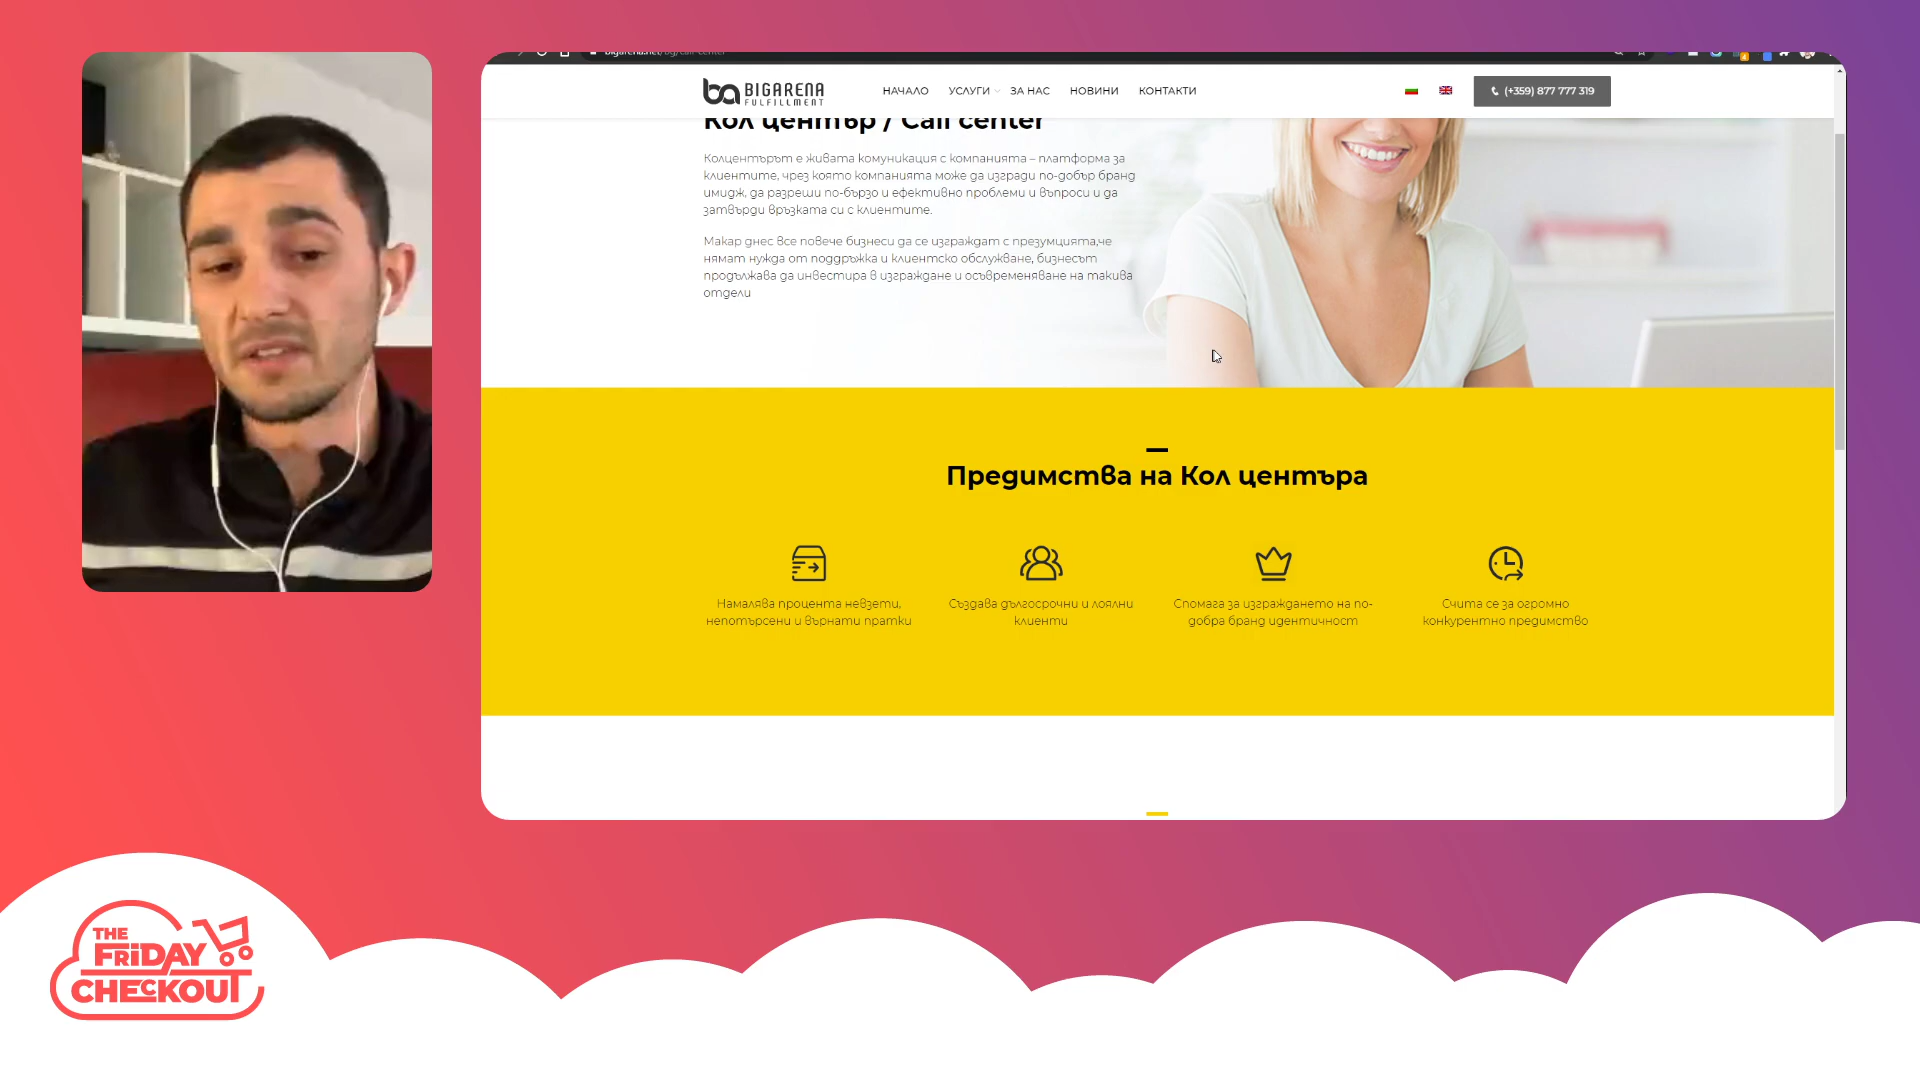 bigarena.net/bg/call-center
BIGARENA
FULFILLMENT
НАЧАЛО
УСЛУГИ
ЗА НАС
НОВИНИ
КОНТАКТИ
(+359) 877 777 319
Кол център / Call center
Колцентърът е живата комуникация с компанията – платформа за
клиентите, чрез която компанията може да изгради по-добър бранд
имидж, да разреши по-бързо и ефективно проблеми и въпроси и да
затвърди връзката си с клиентите.
Макар днес все повече бизнеси да се изграждат с презумцията,че
нямат нужда от поддръжка и клиентско обслужване, бизнесът
продължава да инвестира в изграждане и осъвременяване на такива
отдели
Предимства на Кол центъра
Намалява процента невзети,
непотърсени и върнати пратки
Създава дългосрочни и лоялни
клиенти
Спомага за изграждането на по-
добра бранд идентичност
Счита се за огромно
конкурентно предимство
THE
FRIDAY
CHECKOUT